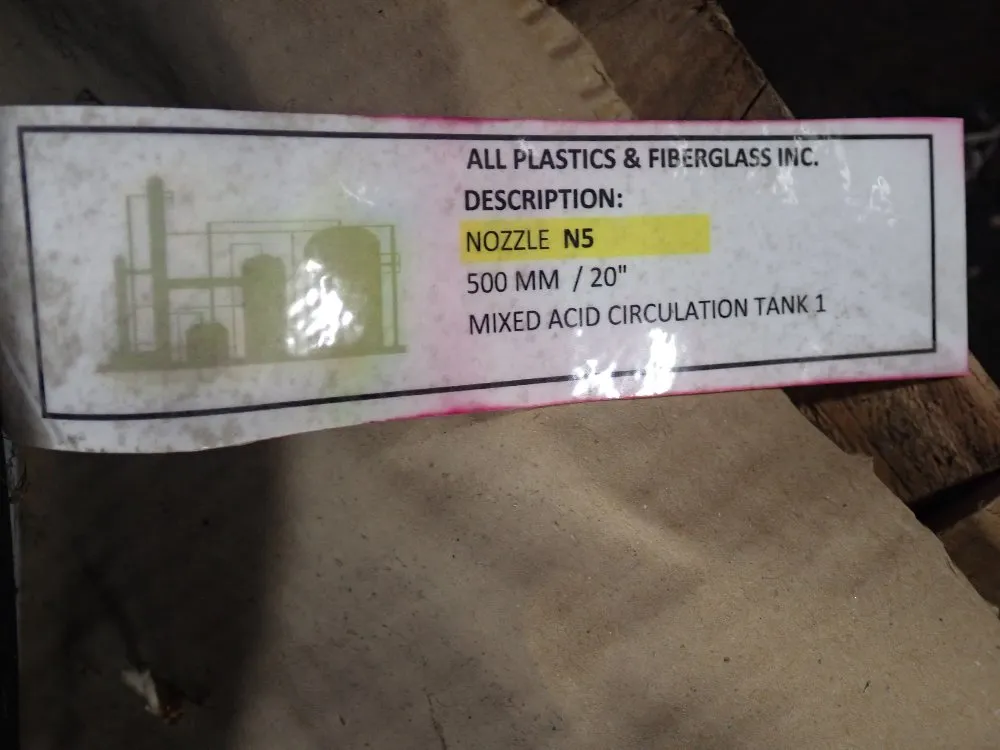 ALL PLASTICS & FIBERGLASS INC.
DESCRIPTION:
NOZZLE N5
500 MM / 20"
MIXED ACID CIRCULATION TANK 1